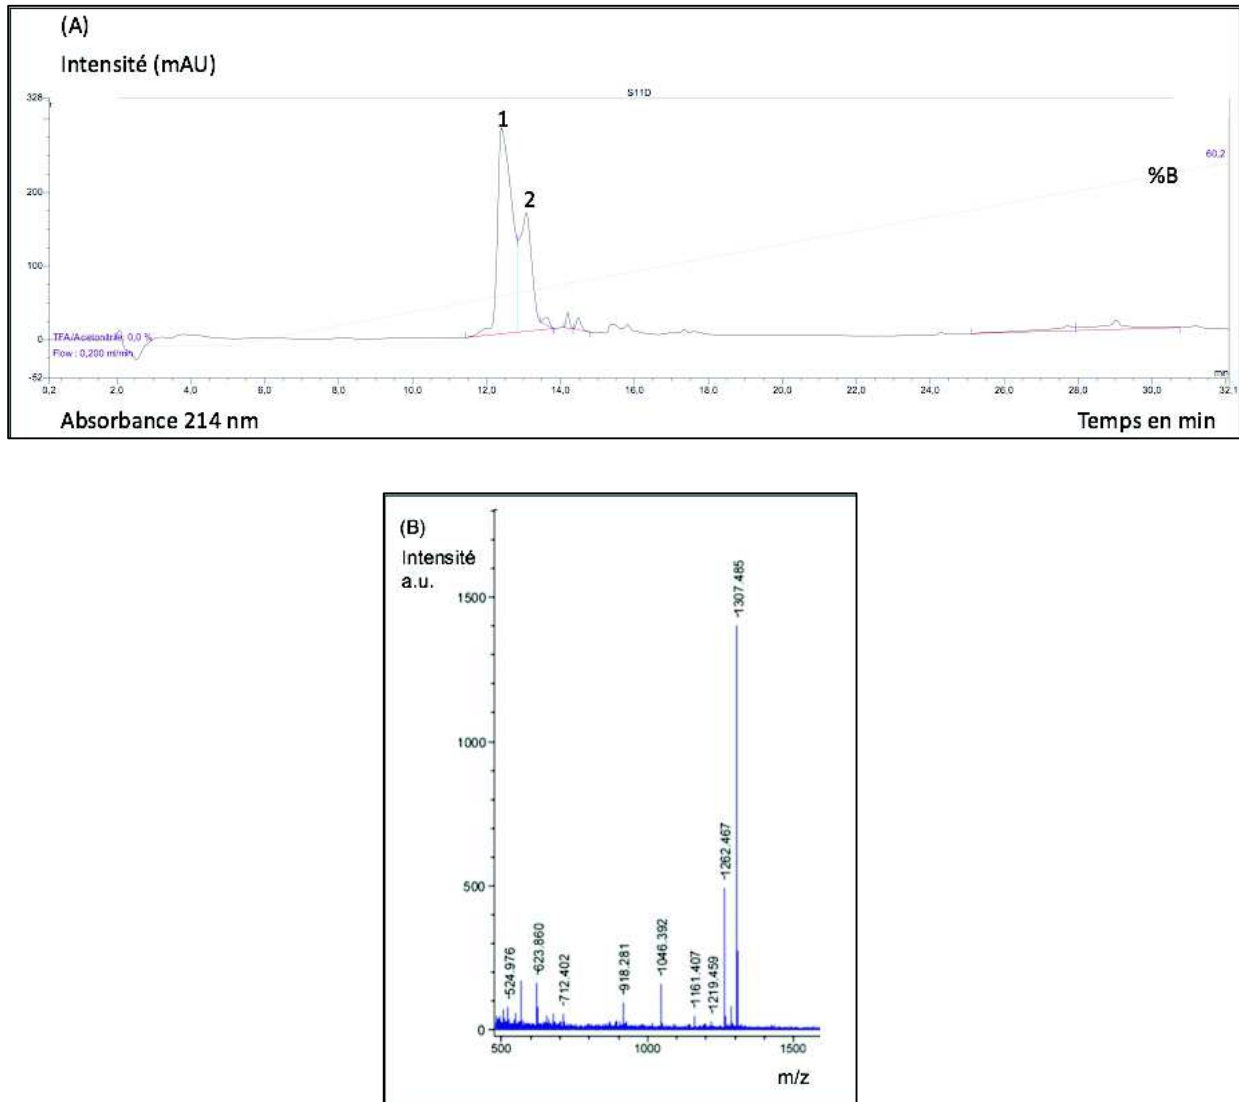 (A)
Intensité (mAU)
328
S11D
1
60,2
%B
200
2
100
TFA/Acetonitrile, 0,0 %
0
Flow : 0,200 ml/min
min
-52
0,2 2,0 4,0 6,0 8,0 10,0 12,0 14,0 16,0 18,0 20,0 22,0 24,0 26,0 28,0 30,0 32,1
Absorbance 214 nm Temps en min
(B)
Intensité
a.u.
1500
1000
500
0
524.976
623.860
712.402
918.281
1046.392
1161.407
1219.459
1262.467
1307.485
500 1000 1500
m/z